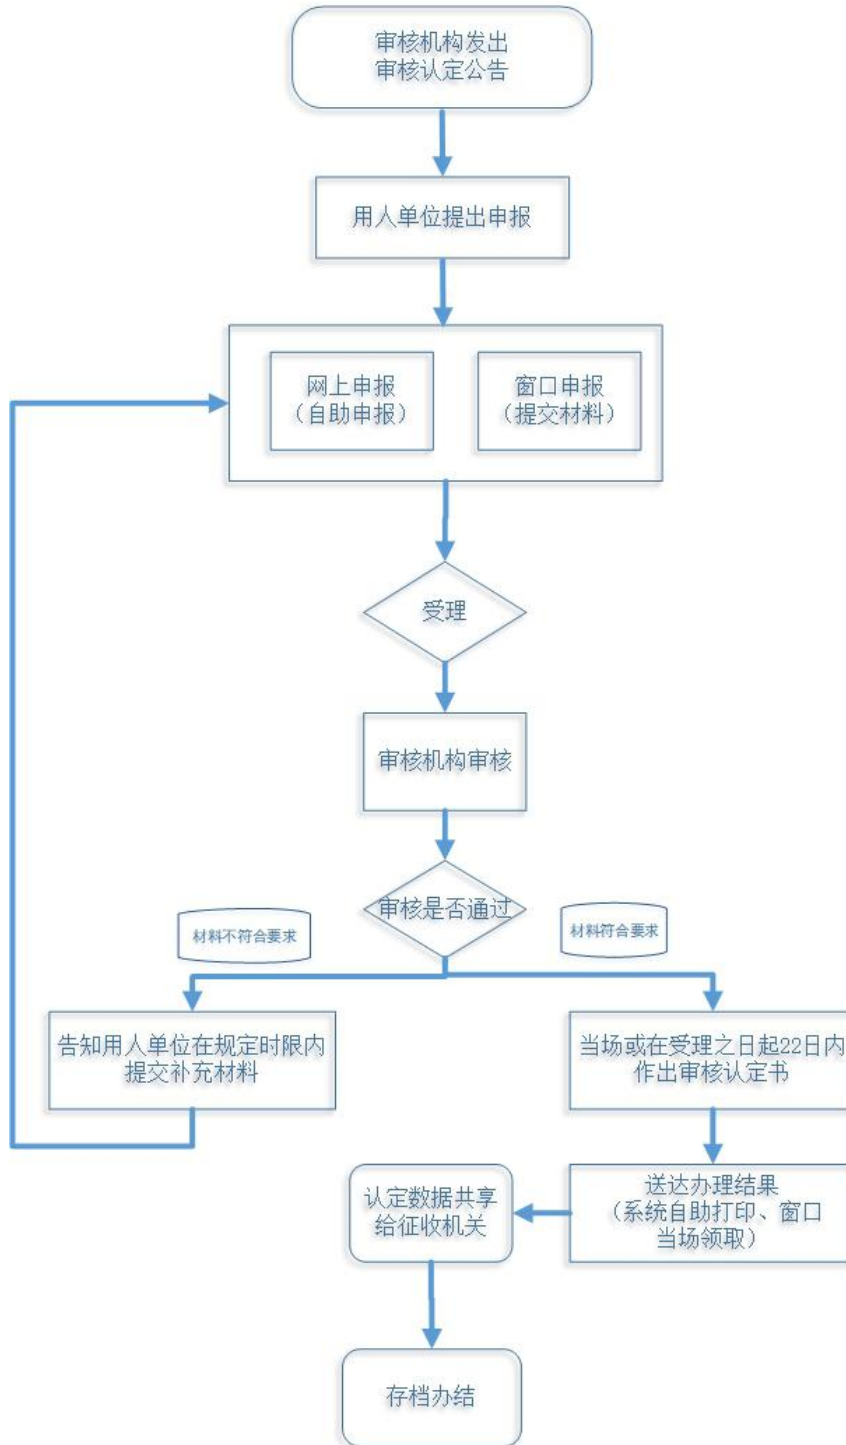 审核机构发出
审核认定公告
用人单位提出申报
网上申报
（自助申报）
窗口申报
（提交材料）
受理
审核机构审核
审核是否通过
材料不符合要求
材料符合要求
告知用人单位在规定时限内
提交补充材料
当场或在受理之日起22日内
作出审核认定书
送达办理结果
（系统自助打印、窗口
当场领取）
认定数据共享
给征收机关
存档办结